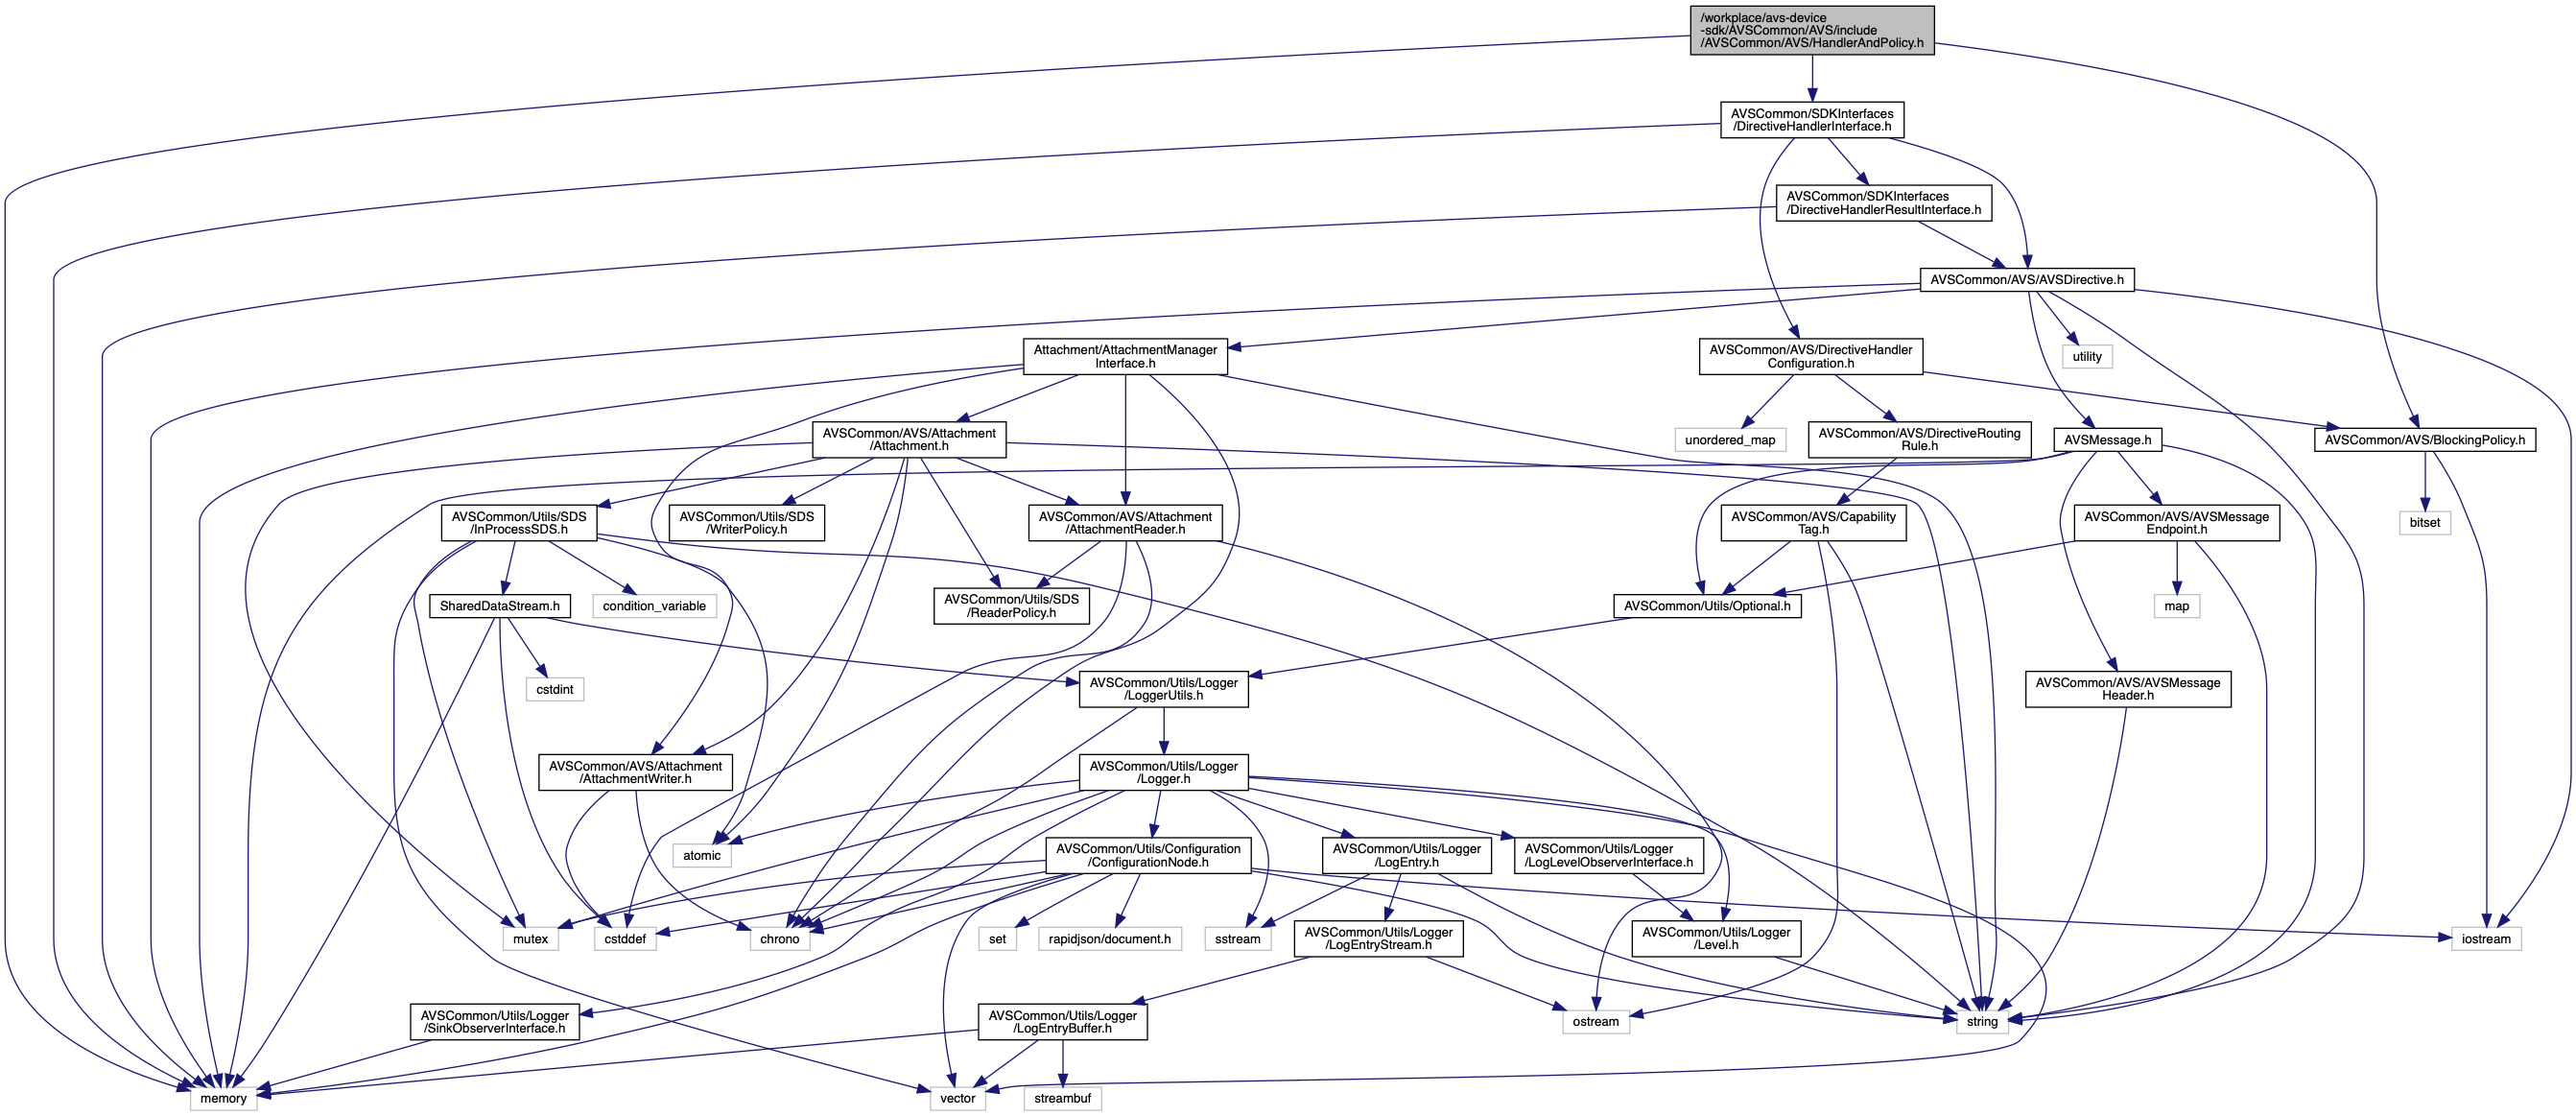 /workplace/avs-device
-sdk/AVSCommon/AVS/include
/AVSCommon/AVS/HandlerAndPolicy.h
AVSCommon/SDKInterfaces
/DirectiveHandlerInterface.h
AVSCommon/SDKInterfaces
/DirectiveHandlerResultInterface.h
AVSCommon/AVS/AVSDirective.h
Attachment/AttachmentManager
Interface.h
AVSCommon/AVS/DirectiveHandler
Configuration.h
utility
AVSCommon/AVS/Attachment
/Attachment.h
unordered_map
AVSCommon/AVS/DirectiveRouting
Rule.h
AVSMessage.h
AVSCommon/AVS/BlockingPolicy.h
AVSCommon/Utils/SDS
/InProcessSDS.h
AVSCommon/Utils/SDS
/WriterPolicy.h
AVSCommon/AVS/Attachment
/AttachmentReader.h
AVSCommon/AVS/Capability
Tag.h
AVSCommon/AVS/AVSMessage
Endpoint.h
bitset
SharedDataStream.h
condition_variable
AVSCommon/Utils/SDS
/ReaderPolicy.h
AVSCommon/Utils/Optional.h
map
cstdint
AVSCommon/Utils/Logger
/LoggerUtils.h
AVSCommon/AVS/AVSMessage
Header.h
AVSCommon/AVS/Attachment
/AttachmentWriter.h
AVSCommon/Utils/Logger
/Logger.h
atomic
AVSCommon/Utils/Configuration
/ConfigurationNode.h
AVSCommon/Utils/Logger
/LogEntry.h
AVSCommon/Utils/Logger
/LogLevelObserverInterface.h
mutex
cstddef
chrono
set
rapidjson/document.h
sstream
AVSCommon/Utils/Logger
/LogEntryStream.h
AVSCommon/Utils/Logger
/Level.h
iostream
AVSCommon/Utils/Logger
/SinkObserverInterface.h
AVSCommon/Utils/Logger
/LogEntryBuffer.h
ostream
string
memory
vector
streambuf